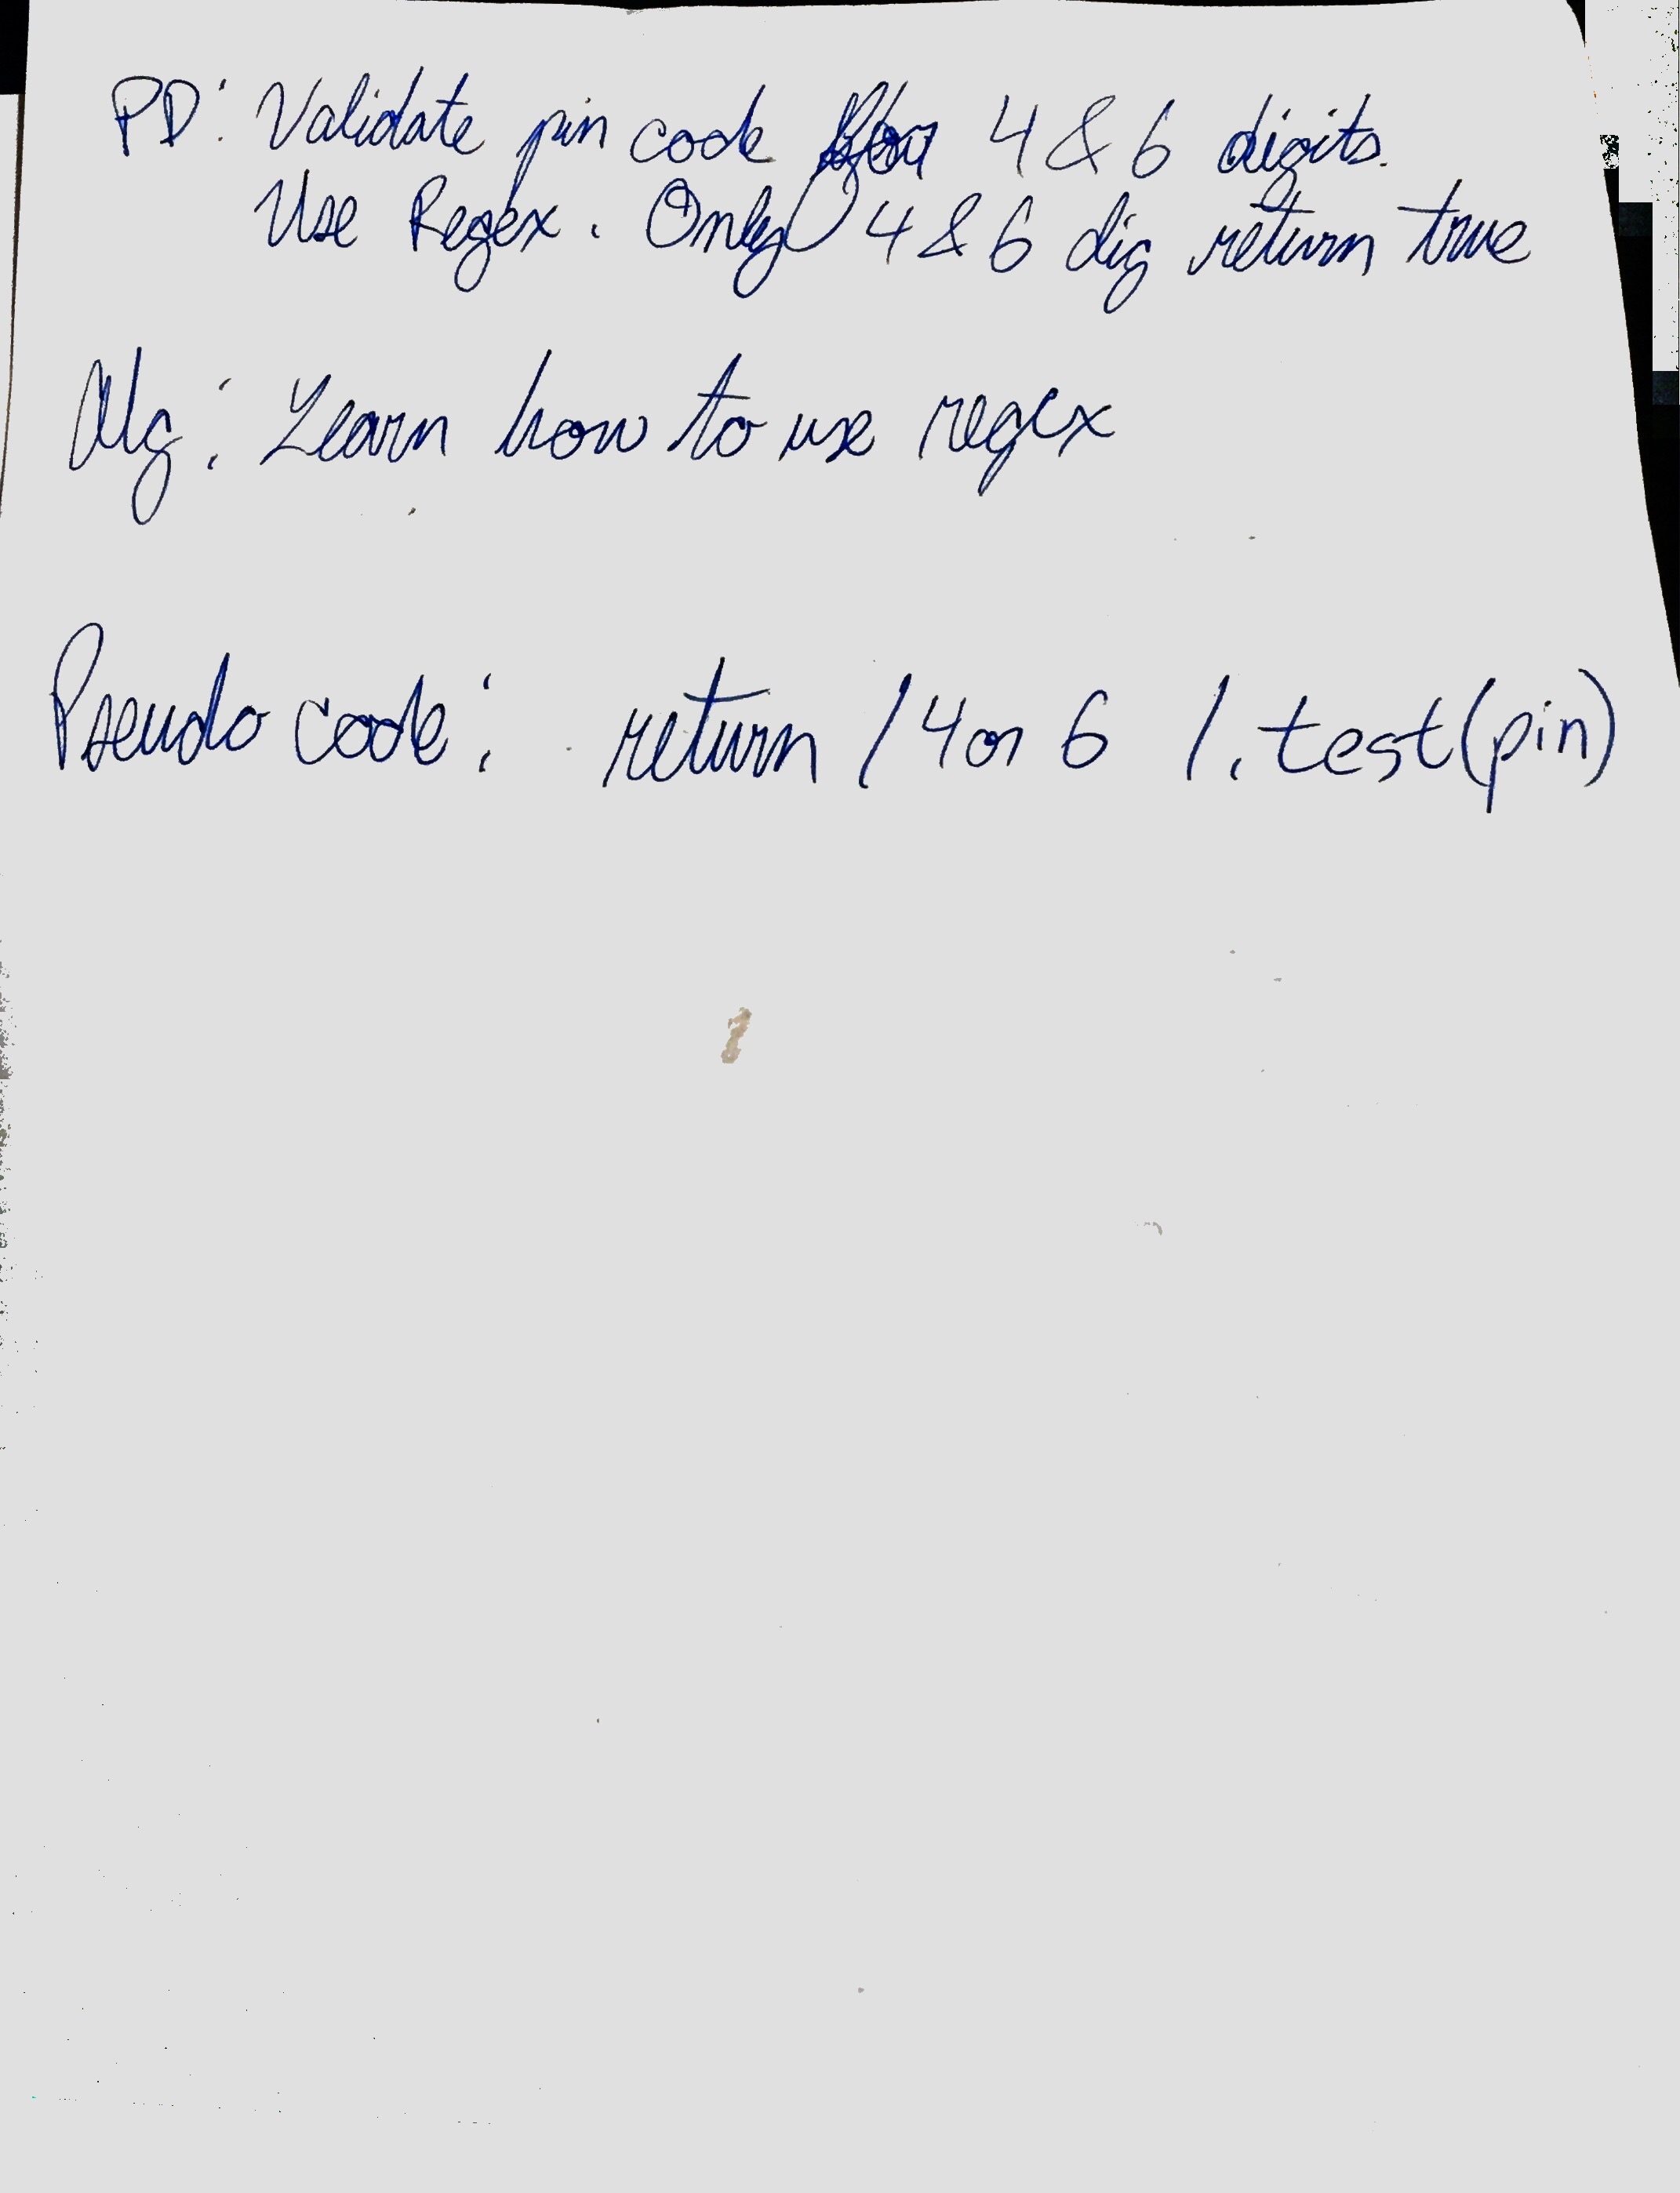 PD: Validate pin code for 4 & 6 digits.
Use Regex. Only 4 & 6 dig return true
Alg: Learn how to use regex
Pseudo code: return / 4 or 6 /.test(pin)